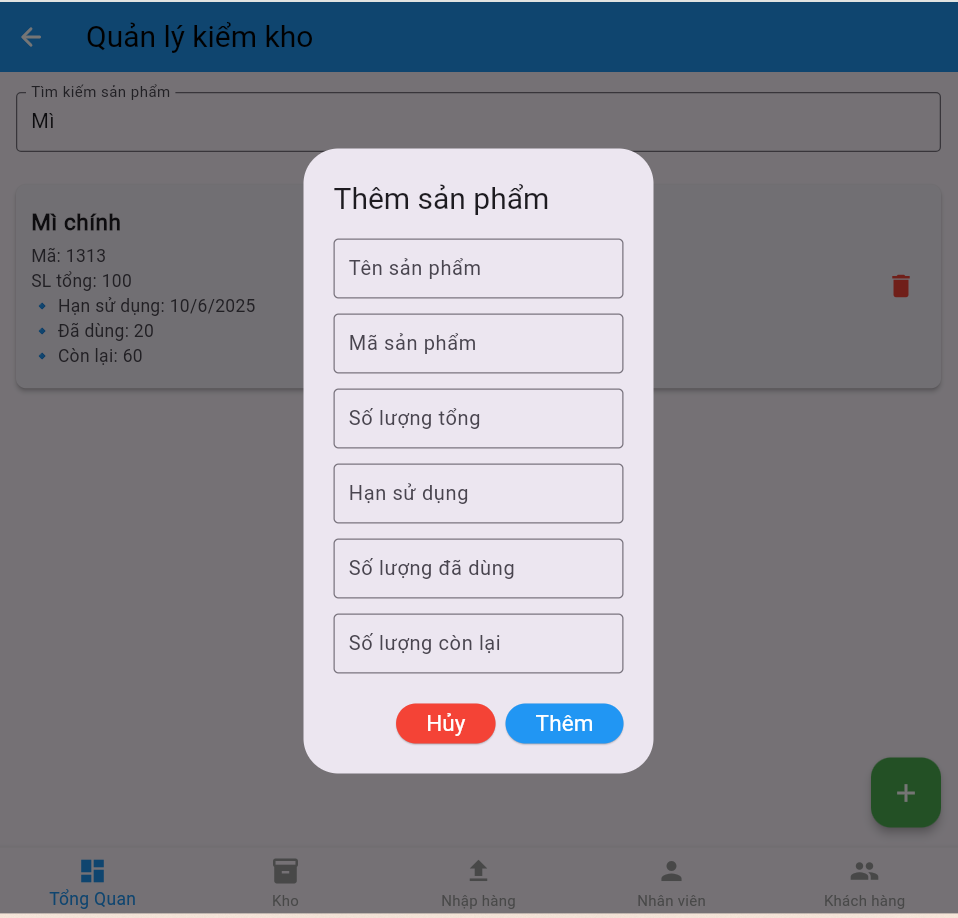 Quản lý kiểm kho
Tìm kiếm sản phẩm
Mì
Mì chính
Mã: 1313
SL tổng: 100
Hạn sử dụng: 10/6/2025
Đã dùng: 20
Còn lại: 60
Thêm sản phẩm
Tên sản phẩm
Mã sản phẩm
Số lượng tổng
Hạn sử dụng
Số lượng đã dùng
Số lượng còn lại
Hủy Thêm
Tổng Quan Kho Nhập hàng Nhân viên Khách hàng